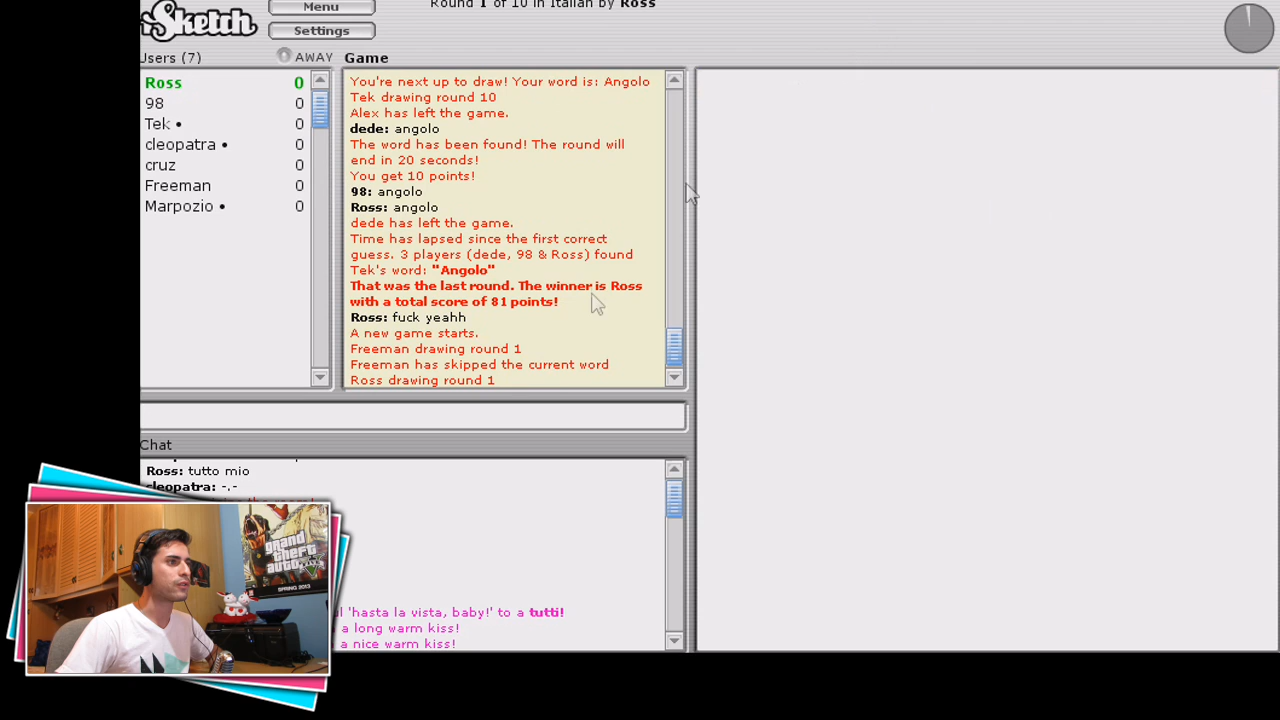 Menu
Round 1 of 10 in Italian by Ross
iSketch
Settings
Users (7)
AWAY
Game
Ross 0
98 0
Tek • 0
cleopatra • 0
cruz 0
Freeman 0
Marpozio • 0
You're next up to draw! Your word is: Angolo
Tek drawing round 10
Alex has left the game.
dede: angolo
The word has been found! The round will
end in 20 seconds!
You get 10 points!
98: angolo
Ross: angolo
dede has left the game.
Time has lapsed since the first correct
guess. 3 players (dede, 98 & Ross) found
Tek's word: "Angolo"
That was the last round. The winner is Ross
with a total score of 81 points!
Ross: fuck yeahh
A new game starts.
Freeman drawing round 1
Freeman has skipped the current word
Ross drawing round 1
Chat
Ross: tutto mio
cleopatra: -.-
'hasta la vista, baby!' to a tutti!
a long warm kiss!
a nice warm kiss!
grand
theft
auto
SPRING 2013